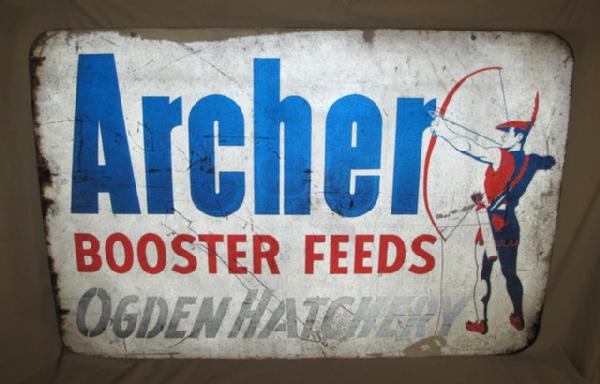 Archer
BOOSTER FEEDS
OGDEN HATCHERY